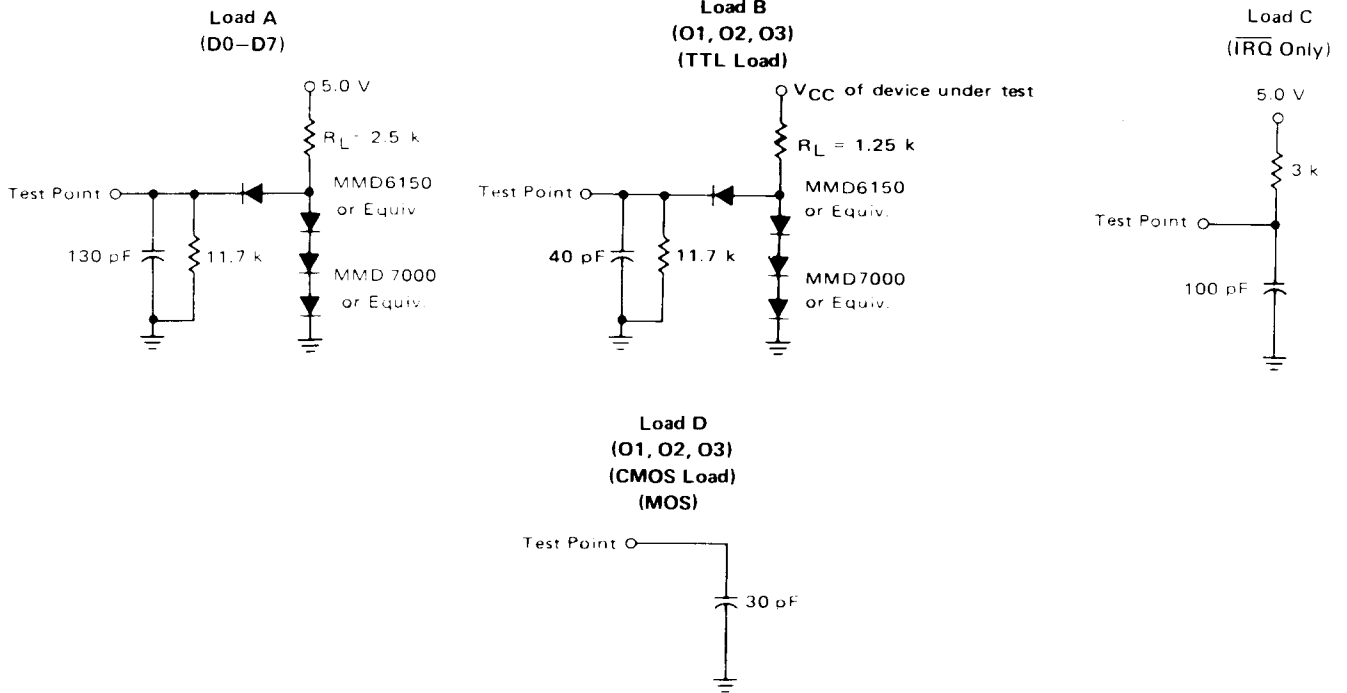 Load A
(D0–D7)
5.0 V
RL- 2.5 k
Test Point
MMD6150
or Equiv
130 pF
11.7 k
MMD 7000
or Equiv.
Load B
(O1, O2, O3)
(TTL Load)
VCC of device under test
RL = 1.25 k
Test Point
MMD6150
or Equiv.
40 pF
11.7 k
MMD7000
or Equiv.
Load C
(IRQ Only)
5.0 V
3 k
Test Point
100 pF
Load D
(O1, O2, O3)
(CMOS Load)
(MOS)
Test Point
30 pF